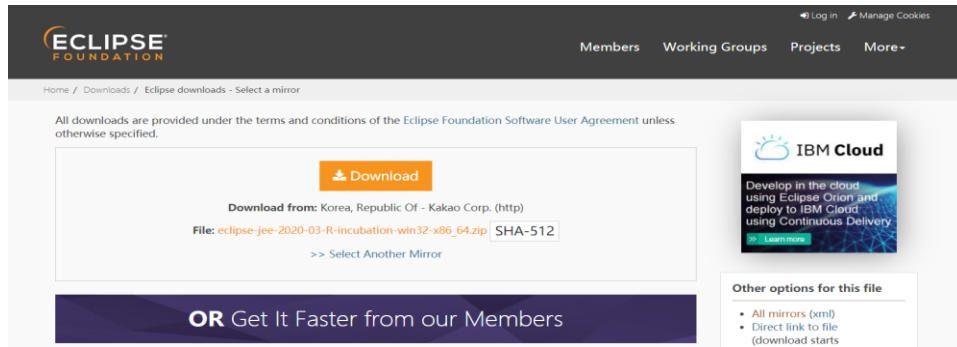 Log in Manage Cookies
ECLIPSE
FOUNDATION
Members Working Groups Projects More
Home / Downloads / Eclipse downloads - Select a mirror
All downloads are provided under the terms and conditions of the Eclipse Foundation Software User Agreement unless
otherwise specified.
Download
Download from: Korea, Republic Of - Kakao Corp. (http)
File: eclipse-jee-2020-03-R-incubation-win32-x86_64.zip SHA-512
>> Select Another Mirror
OR Get It Faster from our Members
IBM Cloud
Develop in the cloud
using Eclipse Orion and
deploy to IBM Cloud
using Continuous Delivery
>> Learn more
Other options for this file
• All mirrors (xml)
• Direct link to file
(download starts